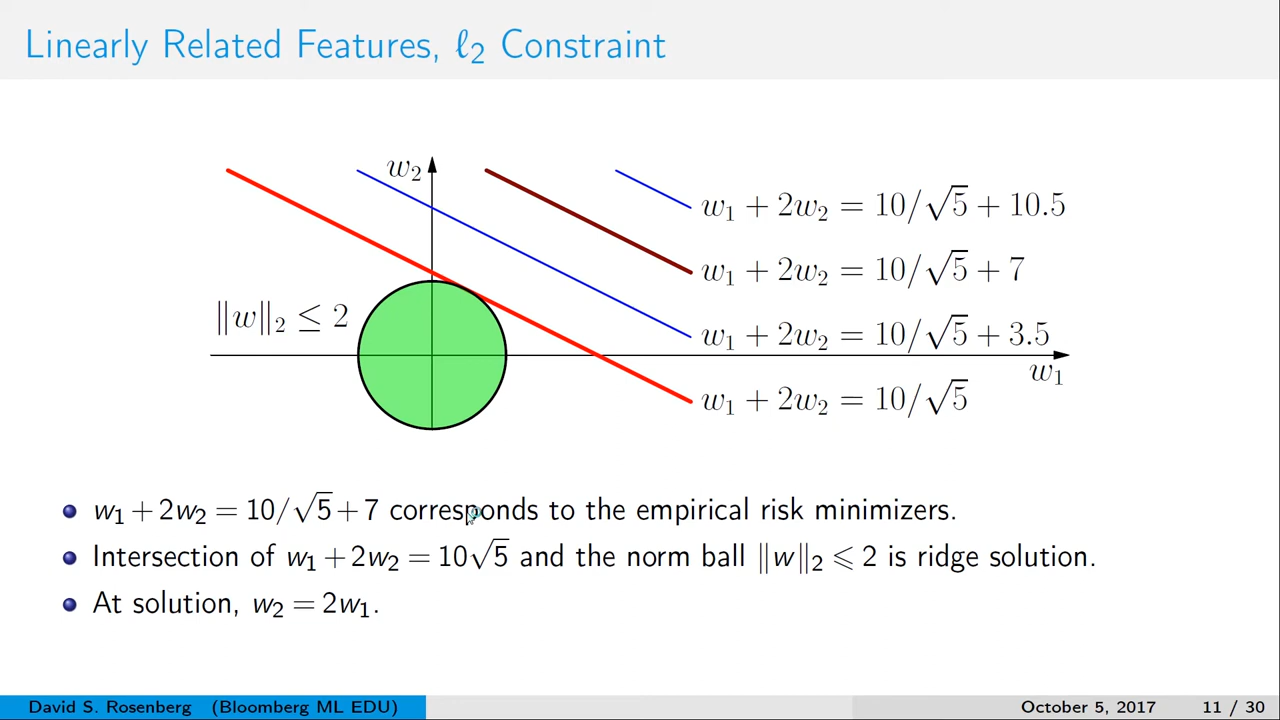 Linearly Related Features, ℓ₂ Constraint
w₂
w₁ + 2w₂ = 10/√5 + 10.5
w₁ + 2w₂ = 10/√5 + 7
‖w‖₂ ≤ 2
w₁ + 2w₂ = 10/√5 + 3.5
w₁
w₁ + 2w₂ = 10/√5
w₁ + 2w₂ = 10/√5 + 7 corresponds to the empirical risk minimizers.
Intersection of w₁ + 2w₂ = 10√5 and the norm ball ‖w‖₂ ⩽ 2 is ridge solution.
At solution, w₂ = 2w₁.
David S. Rosenberg (Bloomberg ML EDU) October 5, 2017 11 / 30